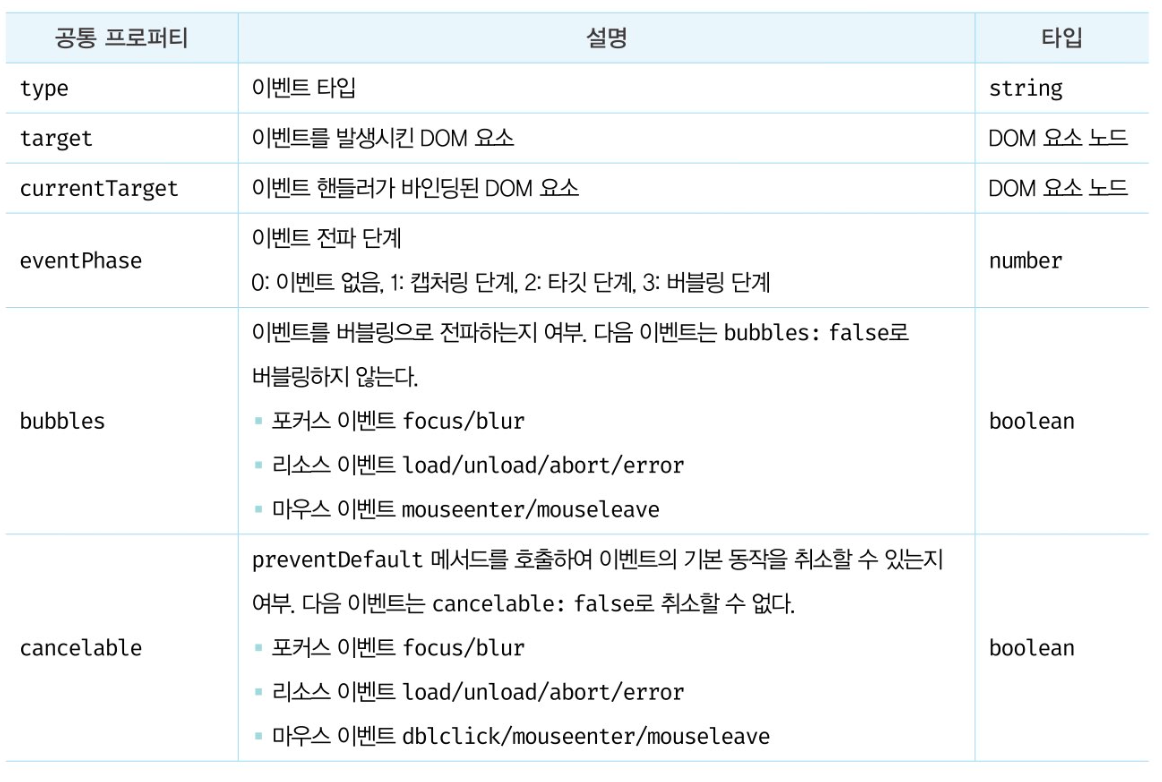 공통 프로퍼티 설명 타입
type 이벤트 타입 string
target 이벤트를 발생시킨 DOM 요소 DOM 요소 노드
currentTarget 이벤트 핸들러가 바인딩된 DOM 요소 DOM 요소 노드
eventPhase 이벤트 전파 단계
0: 이벤트 없음, 1: 캡처링 단계, 2: 타깃 단계, 3: 버블링 단계 number
bubbles 이벤트를 버블링으로 전파하는지 여부. 다음 이벤트는 bubbles: false로
버블링하지 않는다.
▪ 포커스 이벤트 focus/blur
▪ 리소스 이벤트 load/unload/abort/error
▪ 마우스 이벤트 mouseenter/mouseleave boolean
cancelable preventDefault 메서드를 호출하여 이벤트의 기본 동작을 취소할 수 있는지
여부. 다음 이벤트는 cancelable: false로 취소할 수 없다.
▪ 포커스 이벤트 focus/blur
▪ 리소스 이벤트 load/unload/abort/error
▪ 마우스 이벤트 dblclick/mouseenter/mouseleave boolean